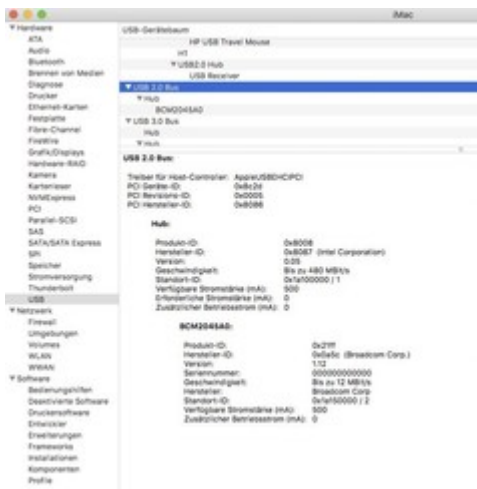 iMac
Hardware
ATA
Audio
Bluetooth
Brennen von Medien
Diagnose
Drucker
Ethernet-Karten
Festplatte
Fibre-Channel
FireWire
Grafik/Displays
Hardware-RAID
Kamera
Kartenleser
NVMExpress
PCI
Parallel-SCSI
SAS
SATA/SATA Express
SPI
Speicher
Stromversorgung
Thunderbolt
USB
Netzwerk
Firewall
Umgebungen
Volumes
WLAN
WWAN
Software
Bedienungshilfen
Deaktivierte Software
Druckersoftware
Entwickler
Erweiterungen
Frameworks
Installationen
Komponenten
Profile
USB-Gerätebaum
HP USB Travel Mouse
USB2.0 Hub
USB Receiver
USB 2.0 Bus
Hub
BCM2045A0
USB 3.0 Bus
Hub
Hub
USB 2.0 Bus:
Treiber für Host-Controller: AppleUSBEHCIPCI
PCI Geräte-ID: 0x8c2d
PCI Revisions-ID: 0x0005
PCI Hersteller-ID: 0x8086
Hub:
Produkt-ID: 0x8008
Hersteller-ID: 0x8087 (Intel Corporation)
Version: 0.05
Geschwindigkeit: Bis zu 480 MBit/s
Standort-ID: 0x1a100000 / 1
Verfügbare Stromstärke (mA): 500
Erforderliche Stromstärke (mA): 0
Zusätzlicher Betriebsstrom (mA): 0
BCM2045A0:
Produkt-ID: 0x21ff
Hersteller-ID: 0x0a5c (Broadcom Corp.)
Version: 1.12
Seriennummer: 000000000000
Geschwindigkeit: Bis zu 12 MBit/s
Hersteller: Broadcom Corp
Standort-ID: 0x1a150000 / 2
Verfügbare Stromstärke (mA): 500
Zusätzlicher Betriebsstrom (mA): 0